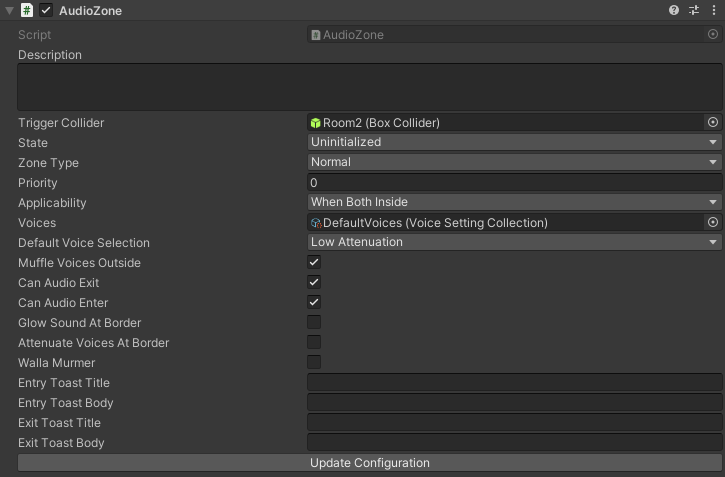 AudioZone
Script AudioZone
Description
Trigger Collider Room2 (Box Collider)
State Uninitialized
Zone Type Normal
Priority 0
Applicability When Both Inside
Voices DefaultVoices (Voice Setting Collection)
Default Voice Selection Low Attenuation
Muffle Voices Outside
Can Audio Exit
Can Audio Enter
Glow Sound At Border
Attenuate Voices At Border
Walla Murmer
Entry Toast Title
Entry Toast Body
Exit Toast Title
Exit Toast Body
Update Configuration